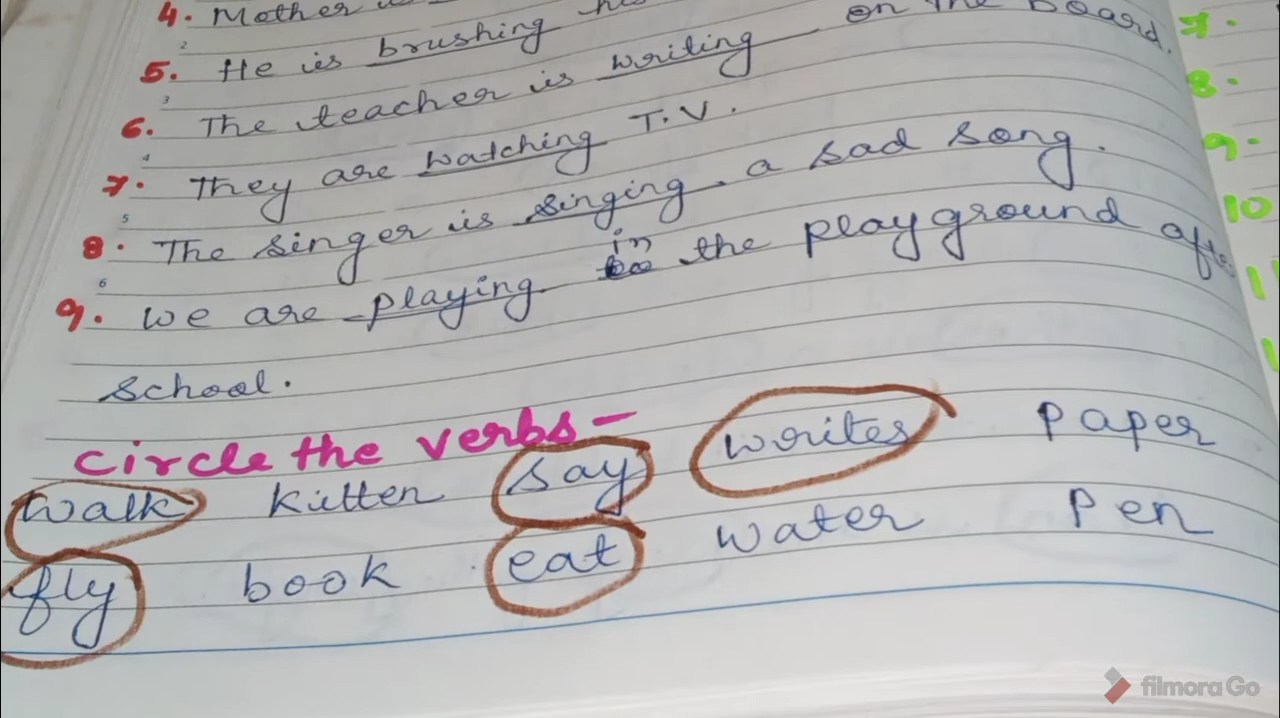 4. Mother
5. He is brushing
6. The teacher is writing on the board.
7. They are watching T.V.
8. The singer is singing a sad song.
9. We are playing in the playground after
school.
Circle the verbs -
walk kitten say writes paper
fly book eat water pen
7.
8.
9.
10
filmoraGo